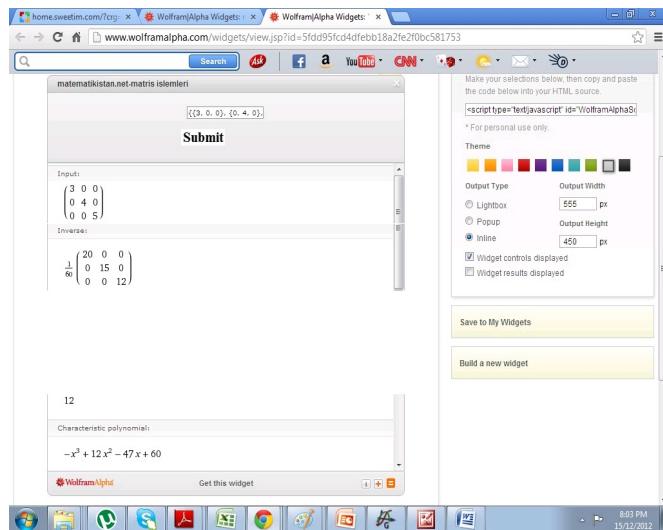 home.sweetim.com/?crg=
Wolfram|Alpha Widgets:
Wolfram|Alpha Widgets:
www.wolframalpha.com/widgets/view.jsp?id=5fdd95fcd4dfebb18a2fe2f0bc581753
Search
Ask
a
YouTube
CNN
matematikistan.net-matris islemleri
{{3, 0, 0}, {0, 4, 0},
Submit
Input:
3 0 0
0 4 0
0 0 5
Inverse:
1/60
20 0 0
0 15 0
0 0 12
12
Characteristic polynomial:
-x³ + 12 x² - 47 x + 60
WolframAlpha
Get this widget
Make your selections below, then copy and paste
the code below into your HTML source.
<script type="text/javascript" id="WolframAlphaSc
* For personal use only.
Theme
Output Type
Output Width
Lightbox
555 px
Popup
Output Height
Inline
450 px
Widget controls displayed
Widget results displayed
Save to My Widgets
Build a new widget
8:03 PM
15/12/2012